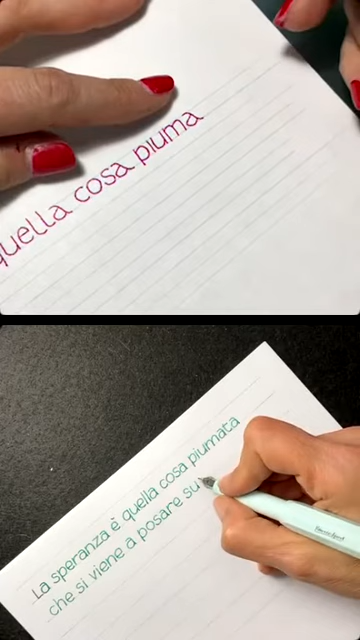 quella cosa piuma
La speranza è quella cosa piumata
che si viene a posare su